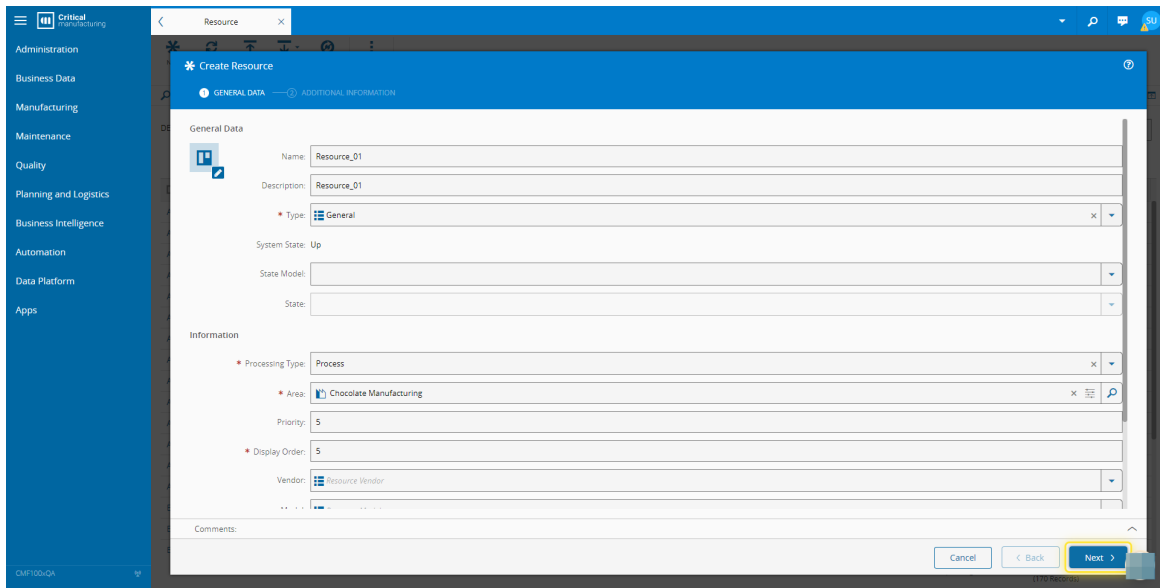 Critical
manufacturing
Resource
SU
Administration
Business Data
Manufacturing
Maintenance
Quality
Planning and Logistics
Business Intelligence
Automation
Data Platform
Apps
CMF100xQA
Create Resource
1 GENERAL DATA 2 ADDITIONAL INFORMATION
General Data
Name: Resource_01
Description: Resource_01
* Type: General
System State: Up
State Model:
State:
Information
* Processing Type: Process
* Area: Chocolate Manufacturing
Priority: 5
* Display Order: 5
Vendor: Resource Vendor
Comments:
Cancel
Back
Next
(170 Records)